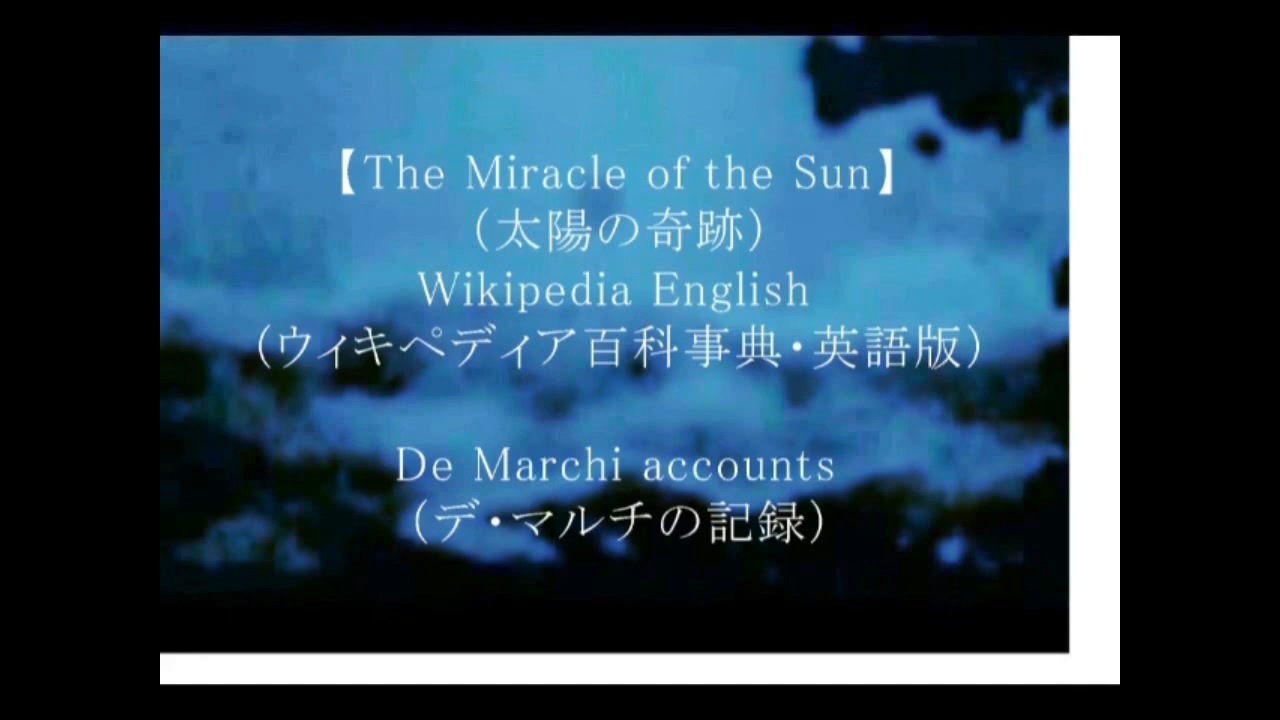 【The Miracle of the Sun】
（太陽の奇跡）
Wikipedia English
（ウィキペディア百科事典・英語版）
De Marchi accounts
（デ・マルチの記録）